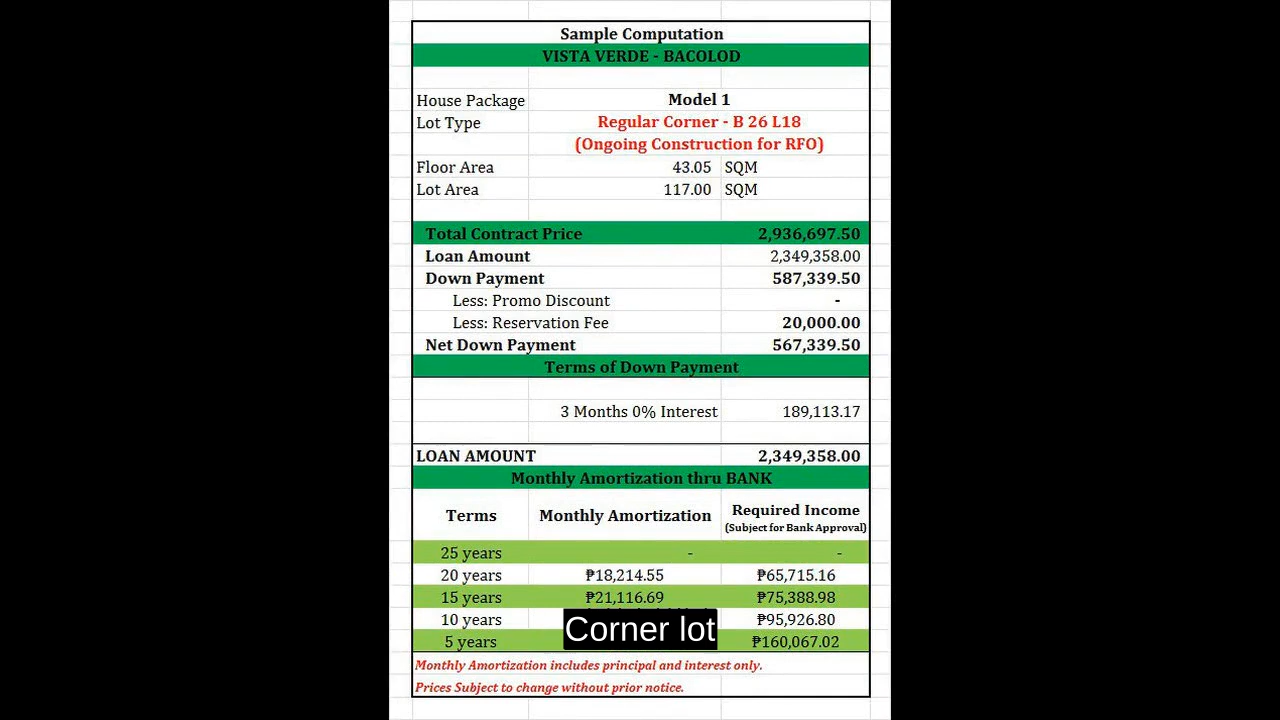 Sample Computation
VISTA VERDE - BACOLOD
House Package Model 1
Lot Type Regular Corner - B 26 L18
(Ongoing Construction for RFO)
Floor Area 43.05 SQM
Lot Area 117.00 SQM
Total Contract Price 2,936,697.50
Loan Amount 2,349,358.00
Down Payment 587,339.50
Less: Promo Discount -
Less: Reservation Fee 20,000.00
Net Down Payment 567,339.50
Terms of Down Payment
3 Months 0% Interest 189,113.17
LOAN AMOUNT 2,349,358.00
Monthly Amortization thru BANK
Terms Monthly Amortization Required Income
(Subject for Bank Approval)
25 years - -
20 years ₱18,214.55 ₱65,715.16
15 years ₱21,116.69 ₱75,388.98
10 years ₱95,926.80
Corner lot
5 years ₱160,067.02
Monthly Amortization includes principal and interest only.
Prices Subject to change without prior notice.